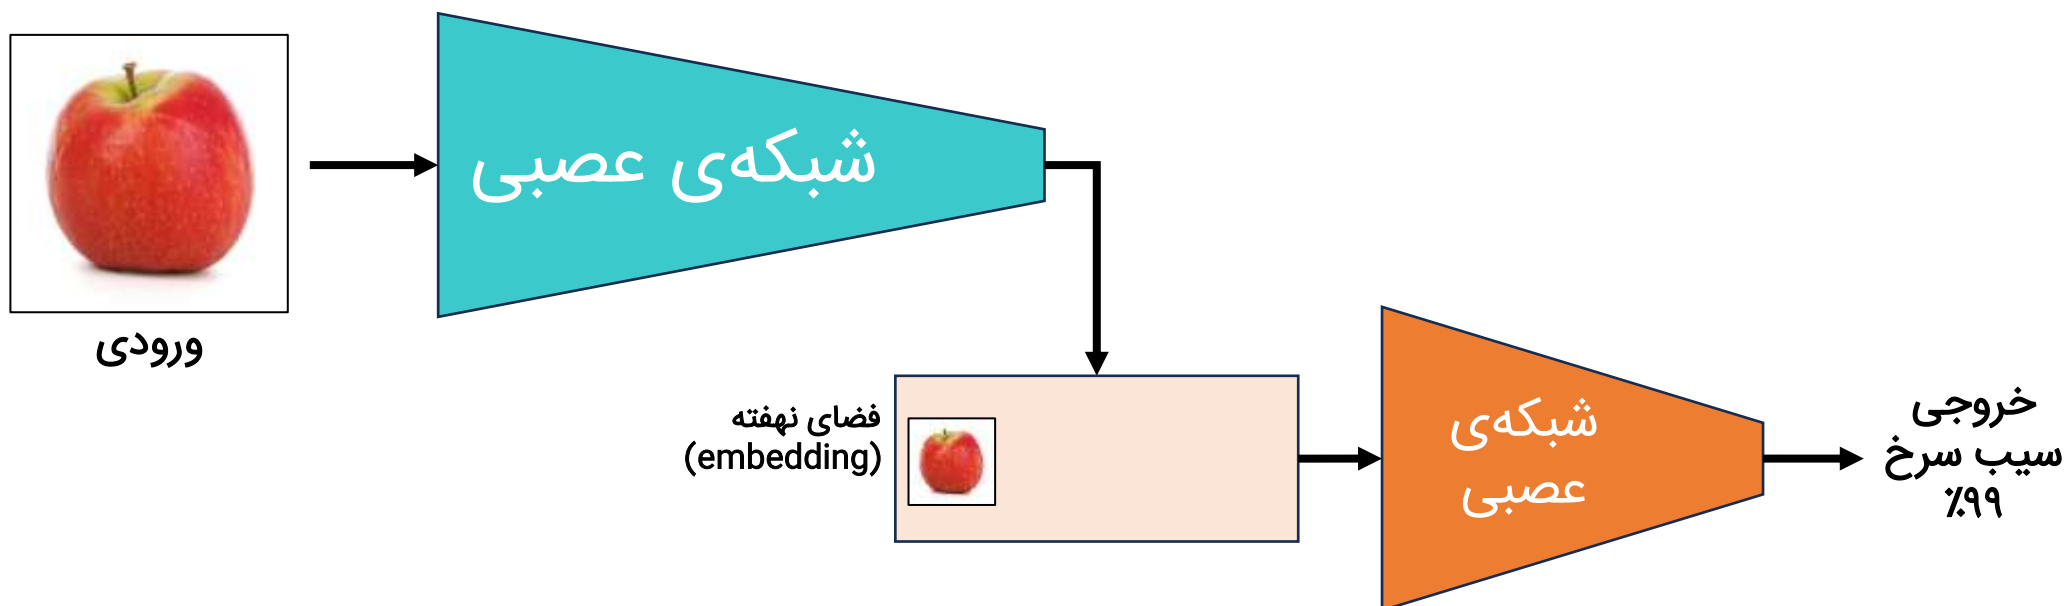 ورودی
شبکه‌ی عصبی
فضای نهفته
(embedding)
شبکه‌ی
عصبی
خروجی
سیب سرخ
٪۹۹